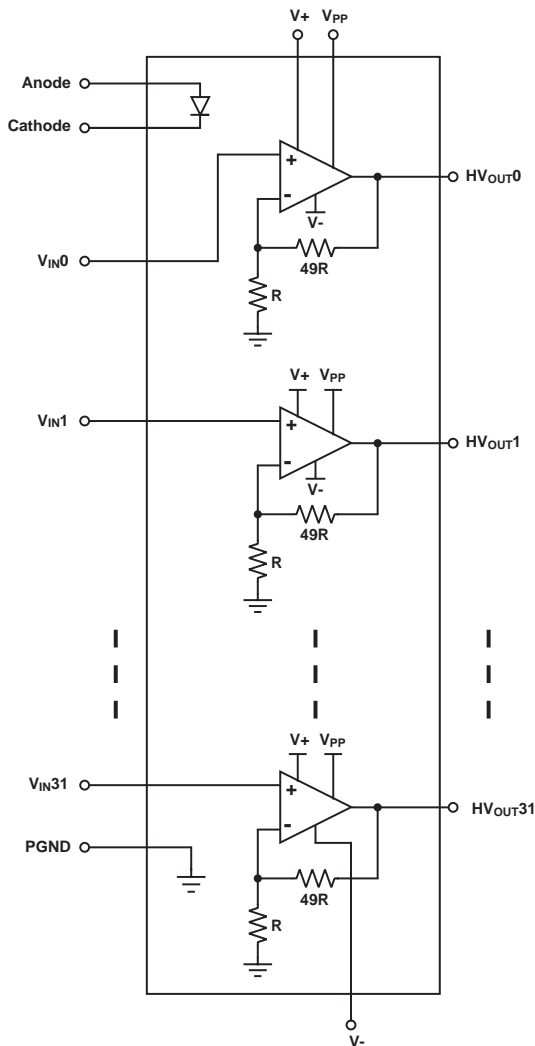 V+ VPP
Anode
Cathode
+
HVOUT0
-
V-
VIN0
49R
R
V+ VPP
VIN1
+
HVOUT1
-
V-
49R
R
V+ VPP
VIN31
+
HVOUT31
-
PGND
49R
R
V-